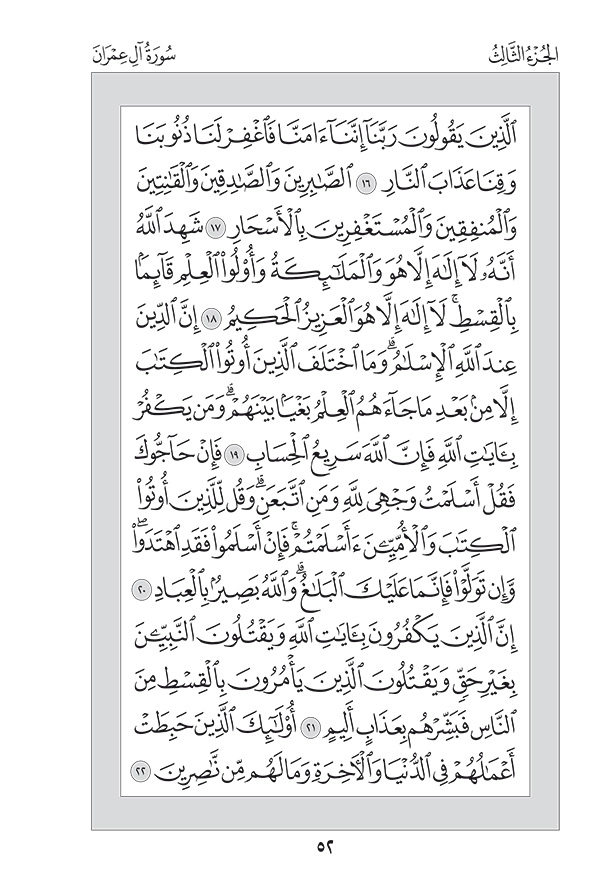 الجُزْءُ الثَّالِثُ
سُورَةُ آلِ عِمْرَانَ
ٱلَّذِينَ يَقُولُونَ رَبَّنَآ إِنَّنَآ ءَامَنَّا فَٱغْفِرْ لَنَا ذُنُوبَنَا
وَقِنَا عَذَابَ ٱلنَّارِ ١٦ ٱلصَّـٰبِرِينَ وَٱلصَّـٰدِقِينَ وَٱلْقَـٰنِتِينَ
وَٱلْمُنفِقِينَ وَٱلْمُسْتَغْفِرِينَ بِٱلْأَسْحَارِ ١٧ شَهِدَ ٱللَّهُ
أَنَّهُۥ لَآ إِلَـٰهَ إِلَّا هُوَ وَٱلْمَلَـٰٓئِكَةُ وَأُو۟لُوا۟ ٱلْعِلْمِ قَآئِمًۢا
بِٱلْقِسْطِ ۚ لَآ إِلَـٰهَ إِلَّا هُوَ ٱلْعَزِيزُ ٱلْحَكِيمُ ١٨ إِنَّ ٱلدِّينَ
عِندَ ٱللَّهِ ٱلْإِسْلَـٰمُ ۗ وَمَا ٱخْتَلَفَ ٱلَّذِينَ أُوتُوا۟ ٱلْكِتَـٰبَ
إِلَّا مِنۢ بَعْدِ مَا جَآءَهُمُ ٱلْعِلْمُ بَغْيًۢا بَيْنَهُمْ ۗ وَمَن يَكْفُرْ
بِـَٔايَـٰتِ ٱللَّهِ فَإِنَّ ٱللَّهَ سَرِيعُ ٱلْحِسَابِ ١٩ فَإِنْ حَآجُّوكَ
فَقُلْ أَسْلَمْتُ وَجْهِىَ لِلَّهِ وَمَنِ ٱتَّبَعَنِ ۗ وَقُل لِّلَّذِينَ أُوتُوا۟
ٱلْكِتَـٰبَ وَٱلْأُمِّيِّـۧنَ ءَأَسْلَمْتُمْ ۚ فَإِنْ أَسْلَمُوا۟ فَقَدِ ٱهْتَدَوا۟ ۖ
وَّإِن تَوَلَّوْا۟ فَإِنَّمَا عَلَيْكَ ٱلْبَلَـٰغُ ۗ وَٱللَّهُ بَصِيرٌۢ بِٱلْعِبَادِ ٢٠
إِنَّ ٱلَّذِينَ يَكْفُرُونَ بِـَٔايَـٰتِ ٱللَّهِ وَيَقْتُلُونَ ٱلنَّبِيِّـۧنَ
بِغَيْرِ حَقٍّ وَيَقْتُلُونَ ٱلَّذِينَ يَأْمُرُونَ بِٱلْقِسْطِ مِنَ
ٱلنَّاسِ فَبَشِّرْهُم بِعَذَابٍ أَلِيمٍ ٢١ أُو۟لَـٰٓئِكَ ٱلَّذِينَ حَبِطَتْ
أَعْمَـٰلُهُمْ فِى ٱلدُّنْيَا وَٱلْـَٔاخِرَةِ وَمَا لَهُم مِّن نَّـٰصِرِينَ ٢٢
٥٢